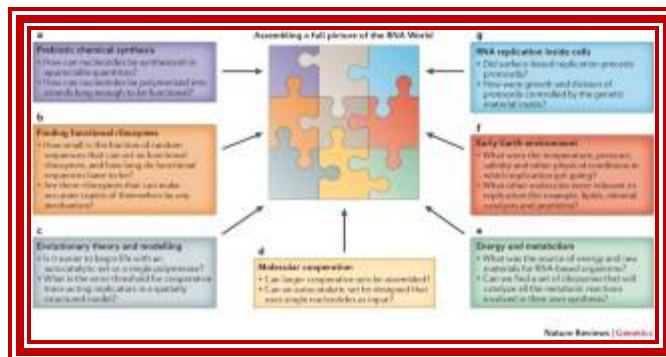 Assembling a full picture of the RNA World
a
Prebiotic chemical synthesis
• How can nucleotides be synthesized in
appreciable quantities?
• How can nucleotides be polymerized into
strands long enough to be functional?
b
Finding functional ribozymes
• How small is the fraction of random
sequences that can act as functional
ribozymes, and how long do functional
sequences have to be?
• Are there ribozymes that can make
accurate copies of themselves by any
mechanism?
c
Evolutionary theory and modelling
• Is it easier to begin life with an
autocatalytic set or a single polymerase?
• What is the error threshold for cooperative
trans-acting replicators in a spatially
structured model?
d
Molecular cooperation
• Can larger cooperative sets be assembled?
• Can an autocatalytic set be designed that
uses single nucleotides as input?
e
Energy and metabolism
• What was the source of energy and raw
materials for RNA-based organisms?
• Can we find a set of ribozymes that will
catalyze all the metabolic reactions
involved in their own synthesis?
f
Early Earth environment
• What were the temperature, pressure,
salinity and other physical conditions in
which replication got going?
• What other molecules were relevant to
replication (for example, lipids, mineral
catalysts and peptides)?
g
RNA replication inside cells
• Did surface-based replication precede
protocells?
• How were growth and division of
protocells controlled by the genetic
material inside?
Nature Reviews | Genetics